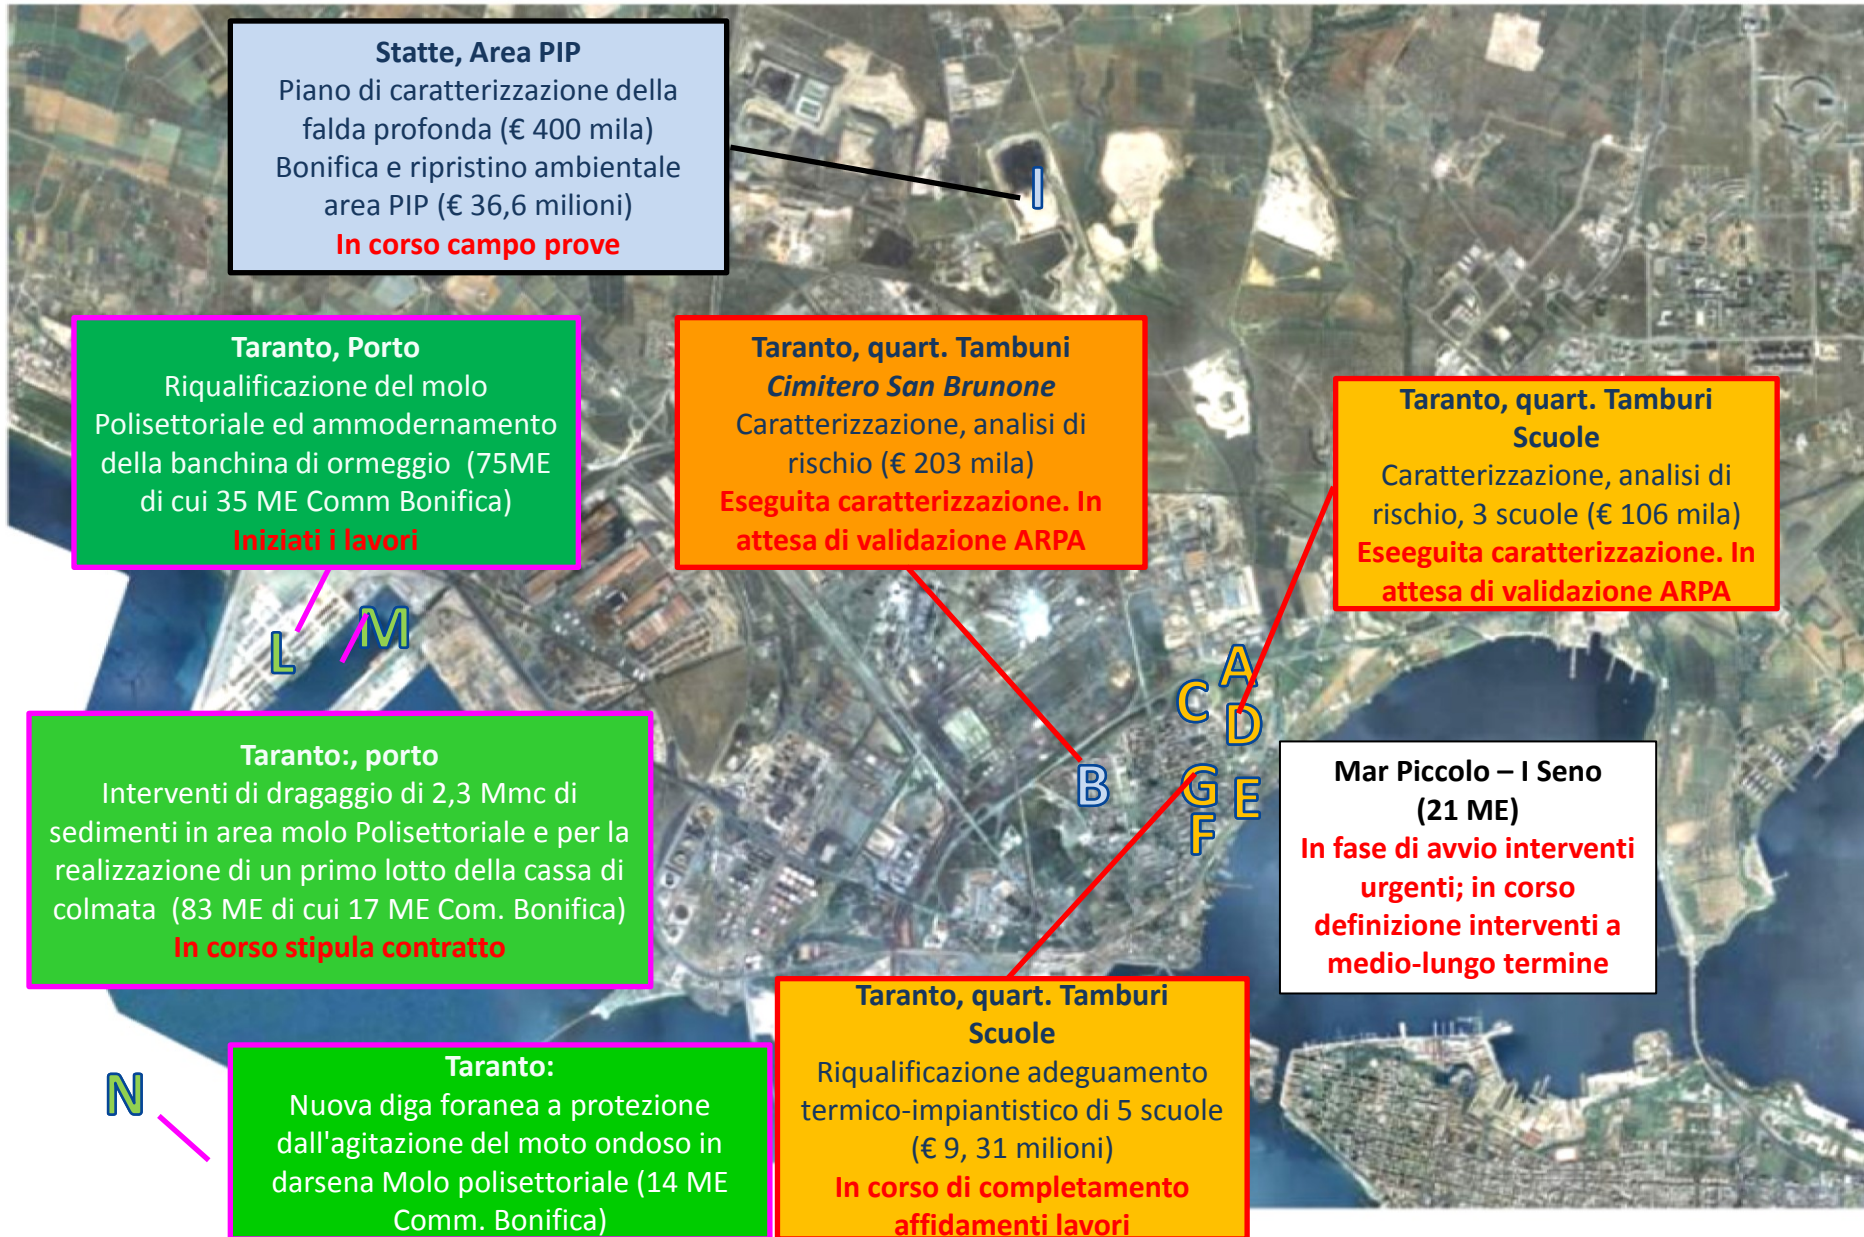 Statte, Area PIP
Piano di caratterizzazione della
falda profonda (€ 400 mila)
Bonifica e ripristino ambientale
area PIP (€ 36,6 milioni)
In corso campo prove
I
Taranto, Porto
Riqualificazione del molo
Polisettoriale ed ammodernamento
della banchina di ormeggio (75ME
di cui 35 ME Comm Bonifica)
Iniziati i lavori
Taranto, quart. Tambuni
Cimitero San Brunone
Caratterizzazione, analisi di
rischio (€ 203 mila)
Eseguita caratterizzazione. In
attesa di validazione ARPA
Taranto, quart. Tamburi
Scuole
Caratterizzazione, analisi di
rischio, 3 scuole (€ 106 mila)
Eseeguita caratterizzazione. In
attesa di validazione ARPA
L
M
A
C
D
B
G
E
F
Taranto:, porto
Interventi di dragaggio di 2,3 Mmc di
sedimenti in area molo Polisettoriale e per la
realizzazione di un primo lotto della cassa di
colmata (83 ME di cui 17 ME Com. Bonifica)
In corso stipula contratto
Mar Piccolo – I Seno
(21 ME)
In fase di avvio interventi
urgenti; in corso
definizione interventi a
medio-lungo termine
N
Taranto:
Nuova diga foranea a protezione
dall'agitazione del moto ondoso in
darsena Molo polisettoriale (14 ME
Comm. Bonifica)
Taranto, quart. Tamburi
Scuole
Riqualificazione adeguamento
termico-impiantistico di 5 scuole
(€ 9, 31 milioni)
In corso di completamento
affidamenti lavori